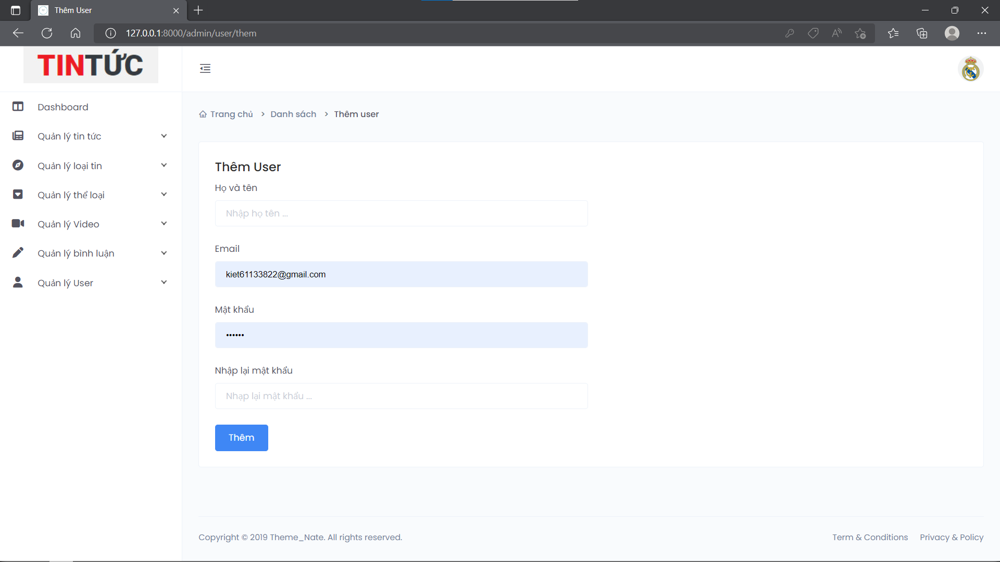 Thêm User
127.0.0.1:8000/admin/user/them
TINTỨC
Dashboard
Quản lý tin tức
Quản lý loại tin
Quản lý thể loại
Quản lý Video
Quản lý bình luận
Quản lý User
Trang chủ > Danh sách > Thêm user
Thêm User
Họ và tên
Nhập họ tên ...
Email
kiet61133822@gmail.com
Mật khẩu
••••••
Nhập lại mật khẩu
Nhạp lại mật khẩu ...
Thêm
Copyright © 2019 Theme_Nate. All rights reserved.
Term & Conditions Privacy & Policy